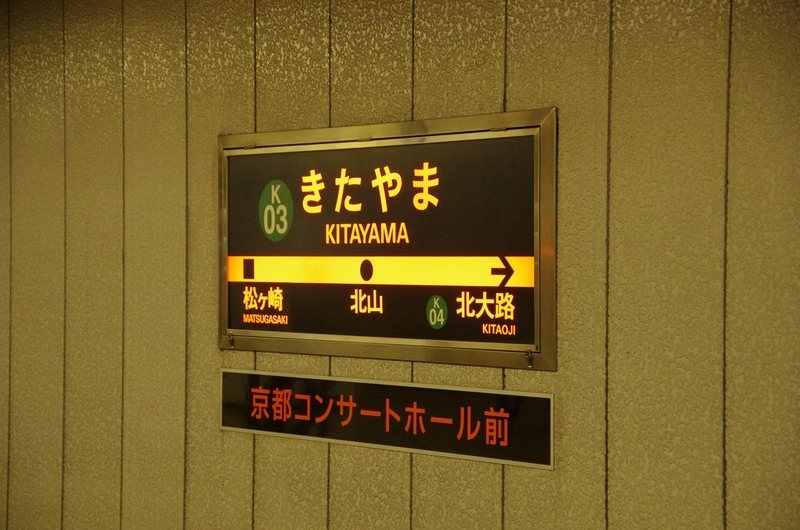 K
03
きたやま
KITAYAMA
松ヶ崎
MATSUGASAKI
北山
K
04
北大路
KITAOJI
京都コンサートホール前